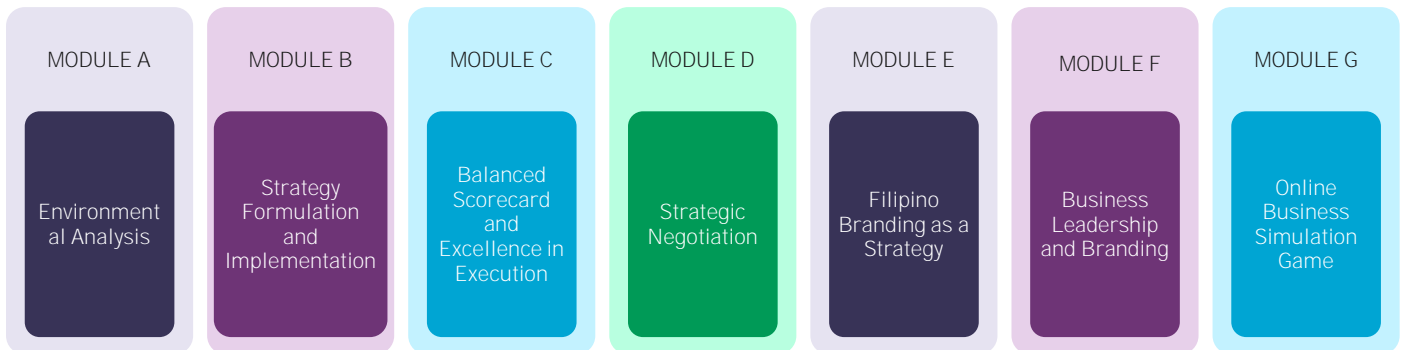 MODULE A
Environment
al Analysis
MODULE B
Strategy
Formulation
and
Implementation
MODULE C
Balanced
Scorecard
and
Excellence in
Execution
MODULE D
Strategic
Negotiation
MODULE E
Filipino
Branding as a
Strategy
MODULE F
Business
Leadership
and Branding
MODULE G
Online
Business
Simulation
Game